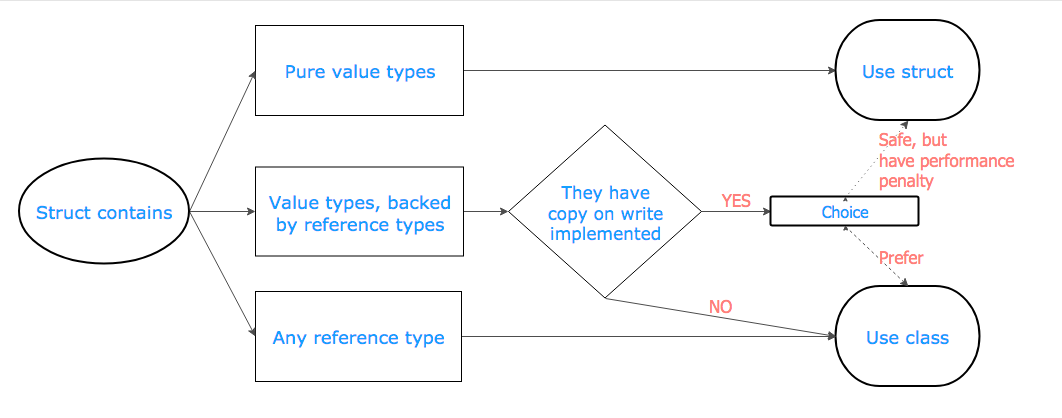 Pure value types
Use struct
Safe, but
have performance
penalty
Struct contains
Value types, backed
by reference types
They have
copy on write
implemented
YES
Choice
Prefer
NO
Any reference type
Use class